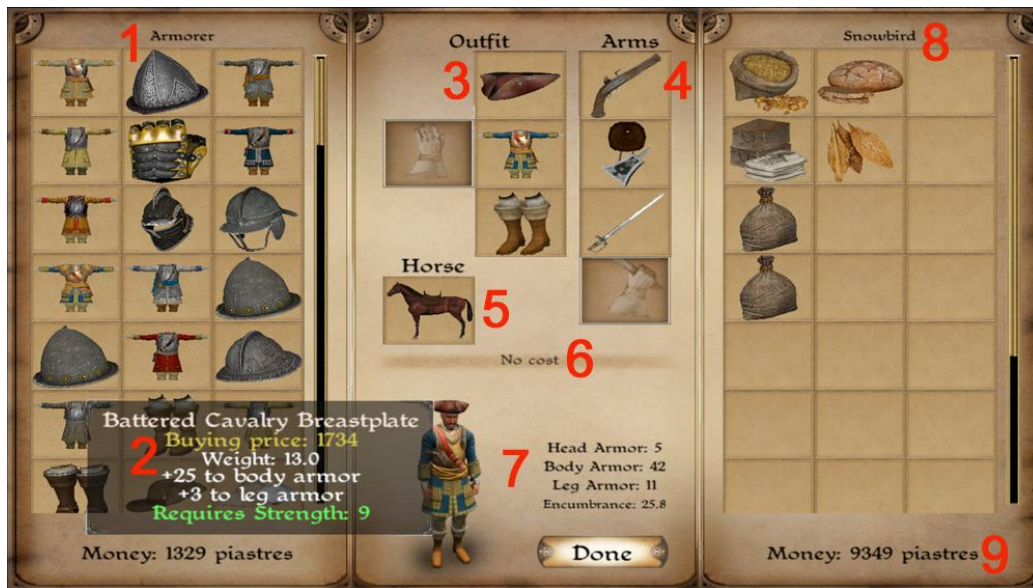 1
Armorer
Battered Cavalry Breastplate
2
Buying price: 1734
Weight: 13.0
+25 to body armor
+3 to leg armor
Requires Strength: 9
Money: 1329 piastres
Outfit
Arms
3
4
Horse
5
No cost
6
7
Head Armor: 5
Body Armor: 42
Leg Armor: 11
Encumbrance: 25.8
Done
Snowbird
8
Money: 9349 piastres
9